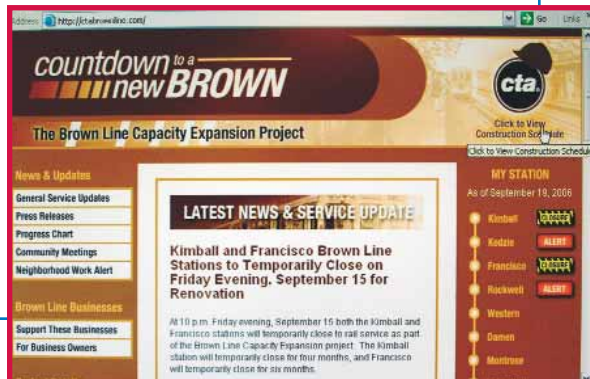 Address http://ctabrownline.com/
Go Links
countdown to a
new BROWN
cta
The Brown Line Capacity Expansion Project
Click to View
Construction Schedule
Click to View Construction Schedul
News & Updates
General Service Updates
Press Releases
Progress Chart
Community Meetings
Neighborhood Work Alert
Brown Line Businesses
Support These Businesses
For Business Owners
LATEST NEWS & SERVICE UPDATE
Kimball and Francisco Brown Line
Stations to Temporarily Close on
Friday Evening, September 15 for
Renovation
At 10 p.m. Friday evening, September 15 both the Kimball and
Francisco stations will temporarily close to rail service as part
of the Brown Line Capacity Expansion project. The Kimball
station will temporarily close for four months, and Francisco
will temporarily close for six months.
MY STATION
As of September 19, 2006
Kimball CLOSURE
Kedzie ALERT
Francisco CLOSURE
Rockwell ALERT
Western
Damen
Montrose